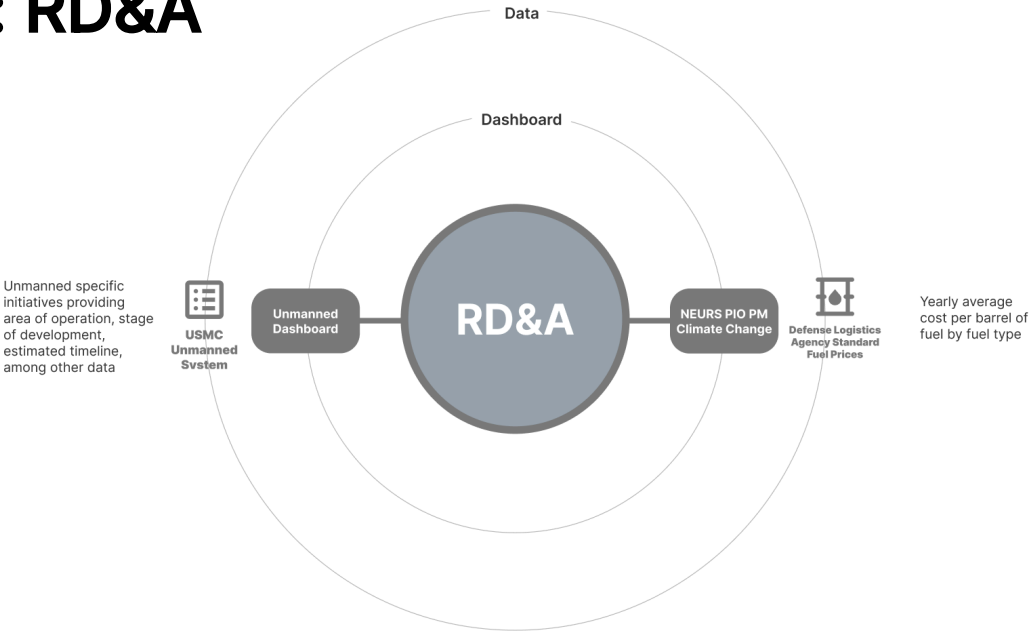 : RD&A
Data
Dashboard
Unmanned specific
initiatives providing
area of operation, stage
of development,
estimated timeline,
among other data
USMC
Unmanned
System
Unmanned
Dashboard
RD&A
NEURS PIO PM
Climate Change
Defense Logistics
Agency Standard
Fuel Prices
Yearly average
cost per barrel of
fuel by fuel type